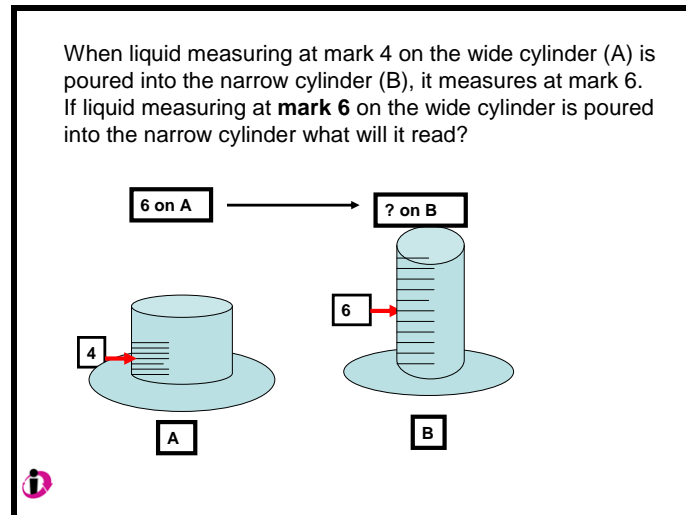 When liquid measuring at mark 4 on the wide cylinder (A) is
poured into the narrow cylinder (B), it measures at mark 6.
If liquid measuring at mark 6 on the wide cylinder is poured
into the narrow cylinder what will it read?
6 on A
? on B
6
4
A
B